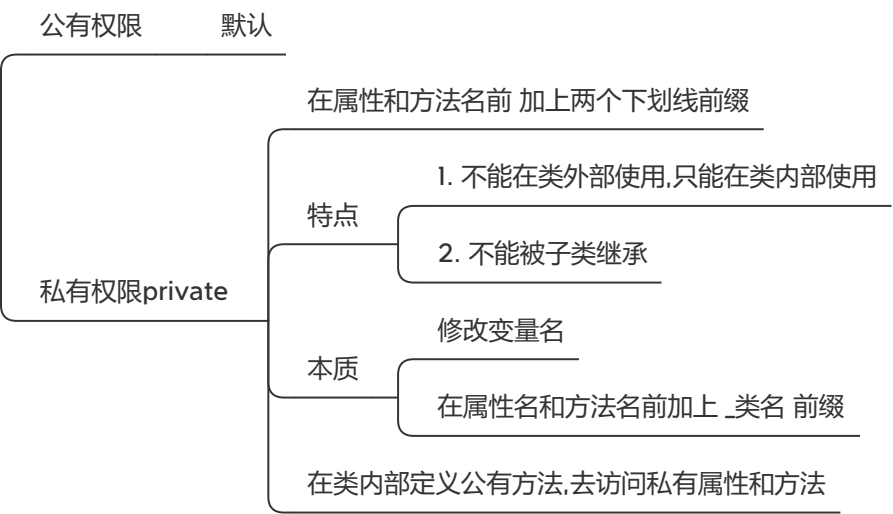 公有权限 默认
在属性和方法名前 加上两个下划线前缀
1. 不能在类外部使用,只能在类内部使用
特点
2. 不能被子类继承
私有权限private
修改变量名
本质
在属性名和方法名前加上 _类名 前缀
在类内部定义公有方法,去访问私有属性和方法